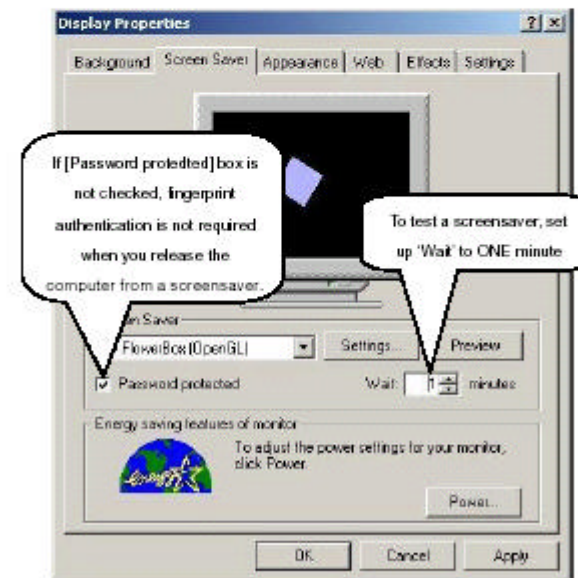 Display Properties
Background Screen Saver Appearance Web Effects Settings
If [Password protedted] box is
not checked, fingerprint
authentication is not required
when you release the
computer from a screensaver.
To test a screensaver, set
up 'Wait' to ONE minute
en Saver
FlowerBox (OpenGL) Settings... Preview
Password protected Wait: 1 minutes
Energy saving features of monitor
To adjust the power settings for your monitor,
click Power.
energy
Power...
OK Cancel Apply